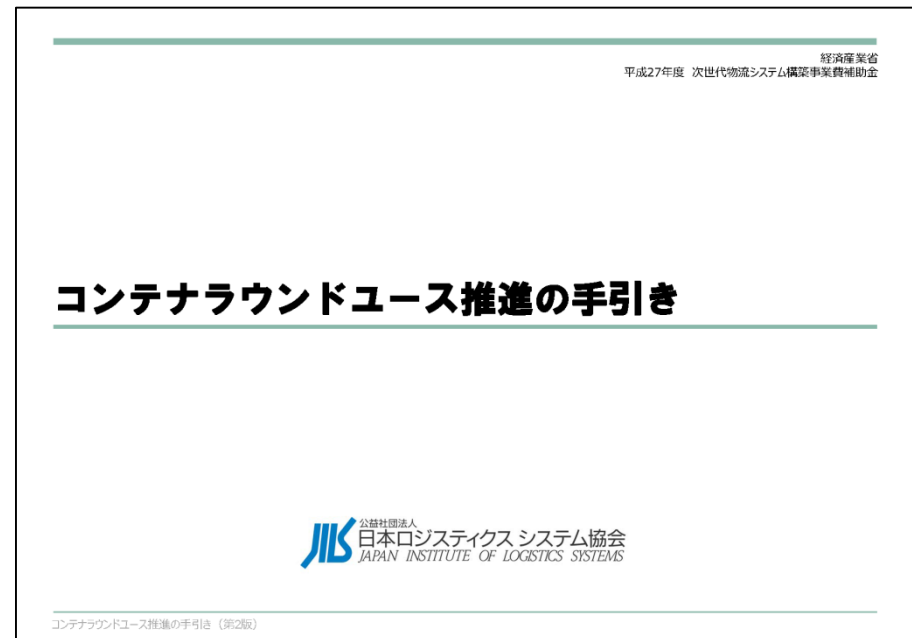 経済産業省
平成27年度 次世代物流システム構築事業費補助金
コンテナラウンドユース推進の手引き
JILS
公益社団法人
日本ロジスティクス システム協会
JAPAN INSTITUTE OF LOGISTICS SYSTEMS
コンテナラウンドユース推進の手引き（第2版）